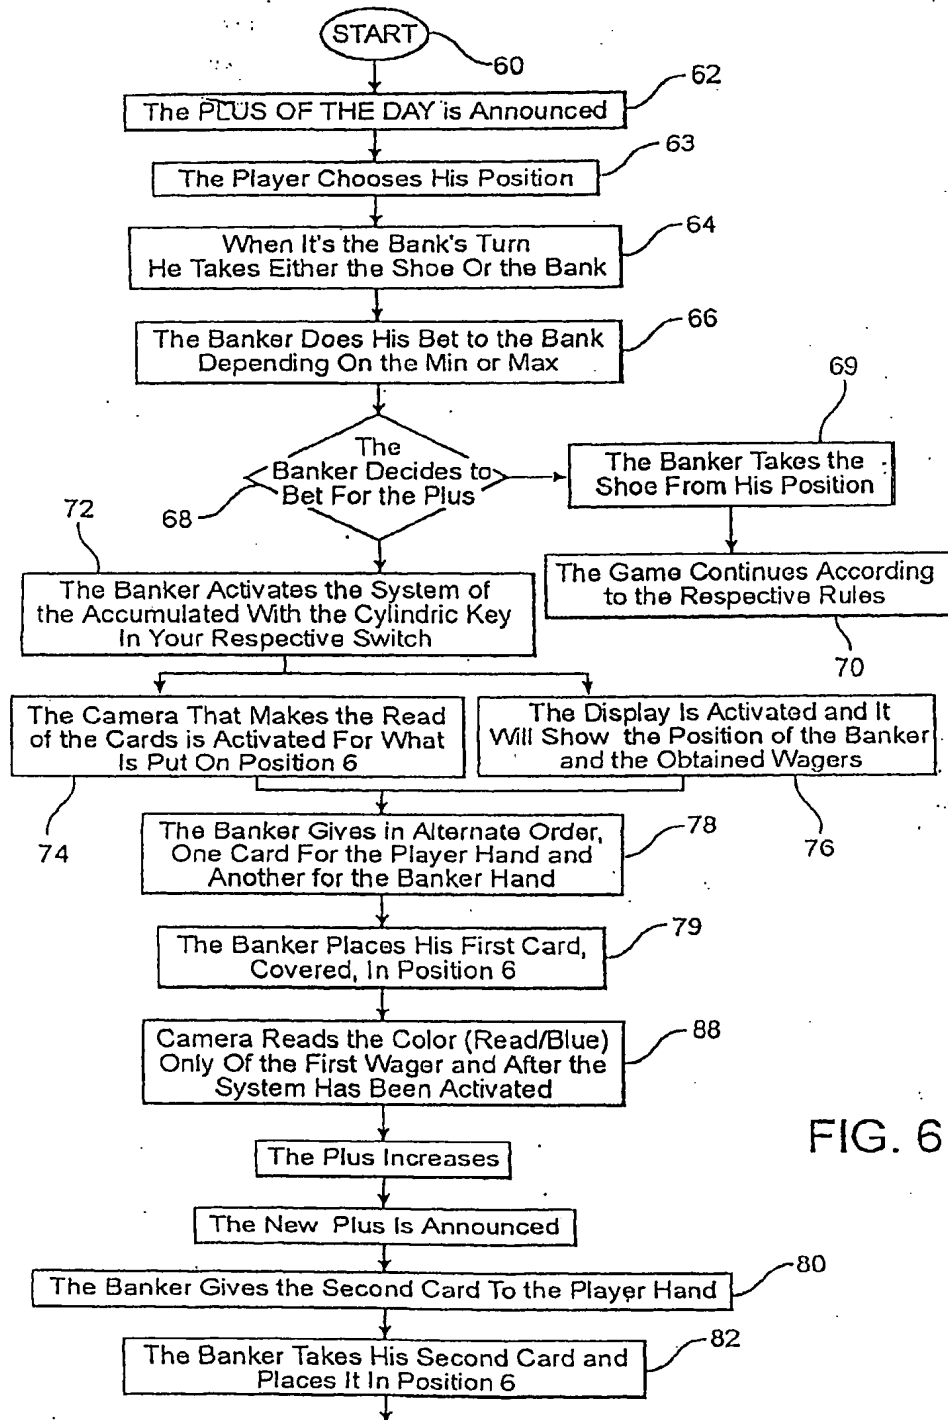 START
60
The PLUS OF THE DAY is Announced
62
The Player Chooses His Position
63
When It's the Bank's Turn
He Takes Either the Shoe Or the Bank
64
The Banker Does His Bet to the Bank
Depending On the Min or Max
66
The
Banker Decides to
Bet For the Plus
68
69
The Banker Takes the
Shoe From His Position
The Game Continues According
to the Respective Rules
70
72
The Banker Activates the System of
the Accumulated With the Cylindric Key
In Your Respective Switch
The Camera That Makes the Read
of the Cards is Activated For What
Is Put On Position 6
74
The Display Is Activated and It
Will Show the Position of the Banker
and the Obtained Wagers
76
The Banker Gives in Alternate Order,
One Card For the Player Hand and
Another for the Banker Hand
78
The Banker Places His First Card,
Covered, In Position 6
79
Camera Reads the Color (Read/Blue)
Only Of the First Wager and After the
System Has Been Activated
88
The Plus Increases
The New Plus Is Announced
The Banker Gives the Second Card To the Player Hand
80
The Banker Takes His Second Card and
Places It In Position 6
82
FIG. 6